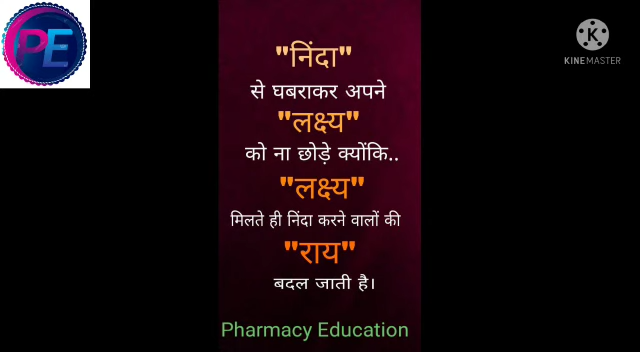 PE
KINEMASTER
"निंदा"
से घबराकर अपने
"लक्ष्य"
को ना छोड़े क्योंकि..
"लक्ष्य"
मिलते ही निंदा करने वालों की
"राय"
बदल जाती है।
Pharmacy Education